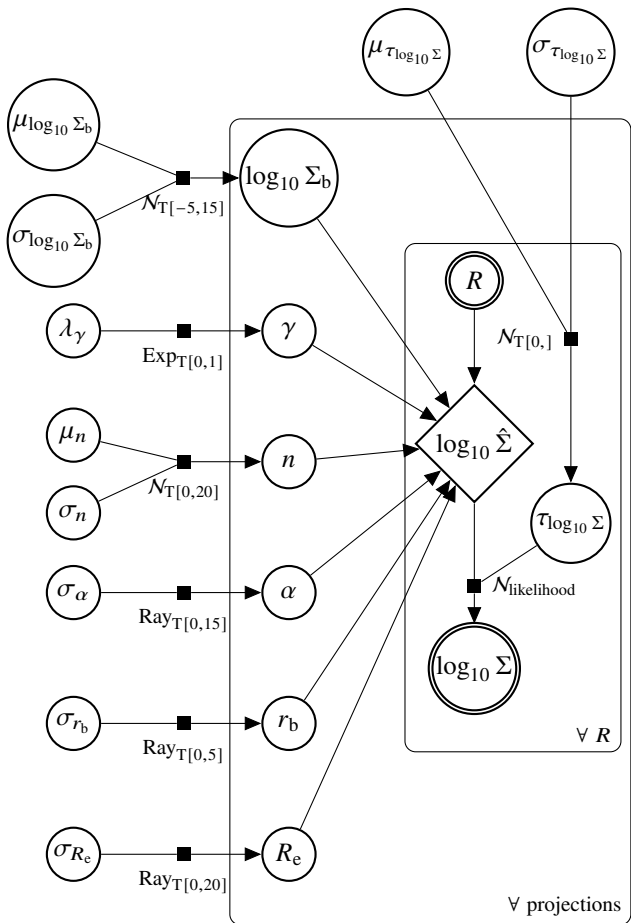 μ_{τ_{log₁₀ Σ}}
σ_{τ_{log₁₀ Σ}}
μ_{log₁₀ Σ_b}
log₁₀ Σ_b
𝒩_{T[−5,15]}
σ_{log₁₀ Σ_b}
R
λ_γ
γ
𝒩_{T[0,]}
Exp_{T[0,1]}
μ_n
log₁₀ Σ̂
n
𝒩_{T[0,20]}
σ_n
τ_{log₁₀ Σ}
σ_α
α
𝒩_{likelihood}
Ray_{T[0,15]}
log₁₀ Σ
σ_{r_b}
r_b
∀ R
Ray_{T[0,5]}
σ_{R_e}
R_e
Ray_{T[0,20]}
∀ projections